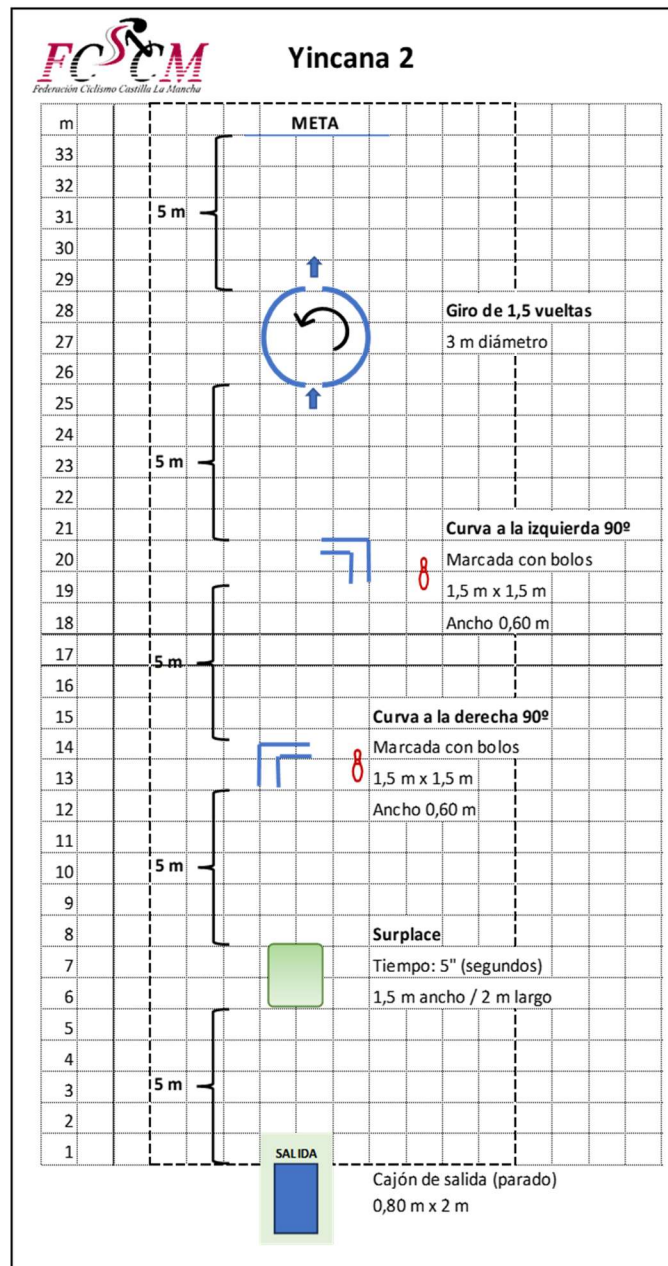 FCCM
Federación Ciclismo Castilla La Mancha
Yincana 2
m
META
33
32
31
5 m
30
29
28
Giro de 1,5 vueltas
27
3 m diámetro
26
25
24
23
5 m
22
21
Curva a la izquierda 90º
20
Marcada con bolos
19
1,5 m x 1,5 m
18
Ancho 0,60 m
17
5 m
16
15
Curva a la derecha 90º
14
Marcada con bolos
13
1,5 m x 1,5 m
12
Ancho 0,60 m
11
10
5 m
9
8
Surplace
7
Tiempo: 5" (segundos)
6
1,5 m ancho / 2 m largo
5
4
3
5 m
2
1
SALIDA
Cajón de salida (parado)
0,80 m x 2 m